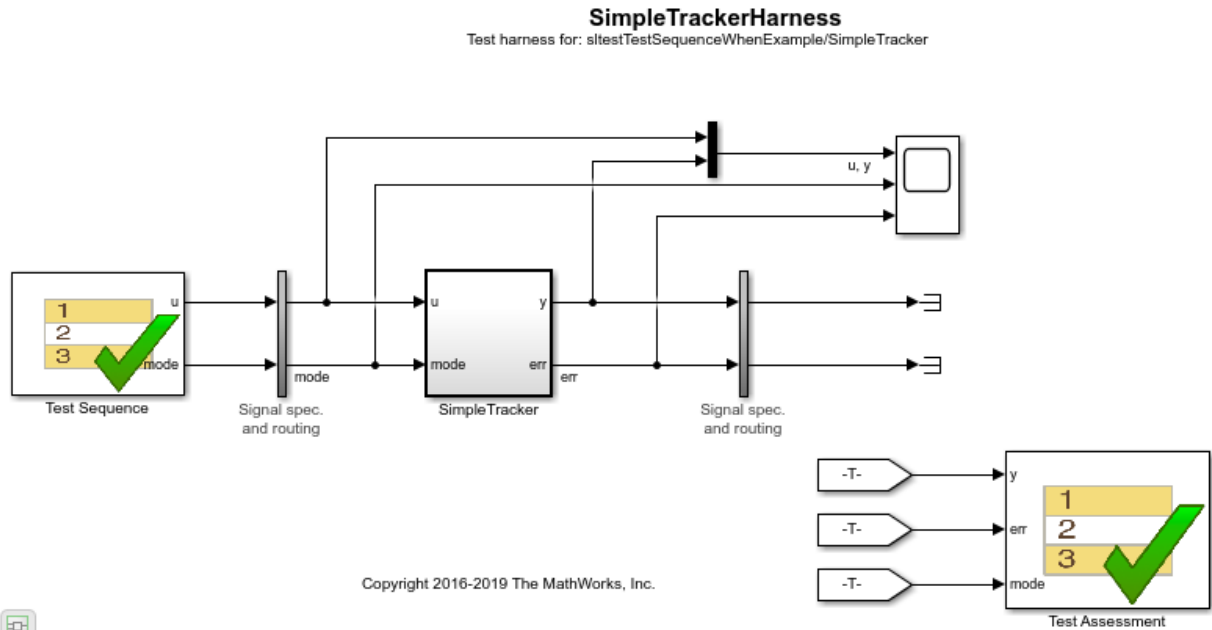 SimpleTrackerHarness
Test harness for: sltestTestSequenceWhenExample/SimpleTracker
u, y
u
1
2
3
mode
Test Sequence
mode
Signal spec.
and routing
u
y
mode
err
SimpleTracker
err
Signal spec.
and routing
-T-
y
-T-
err
-T-
mode
1
2
3
Test Assessment
Copyright 2016-2019 The MathWorks, Inc.